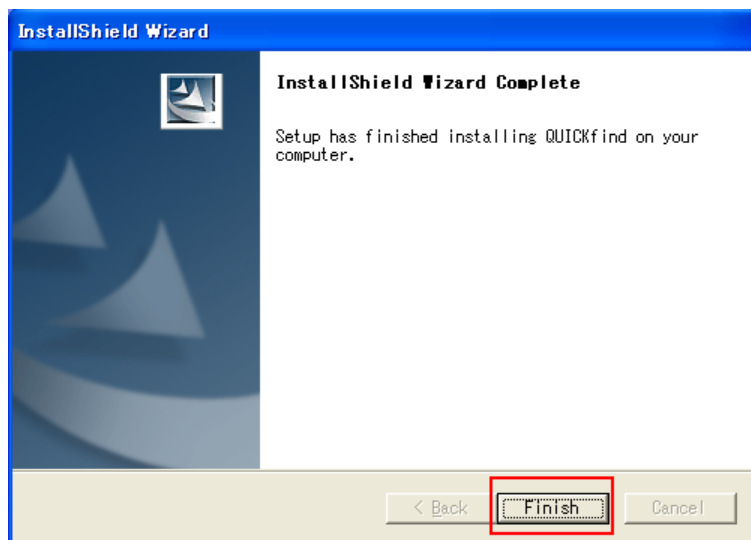 InstallShield Wizard
InstallShield Wizard Complete
Setup has finished installing QUICKfind on your
computer.
< Back
Finish
Cancel